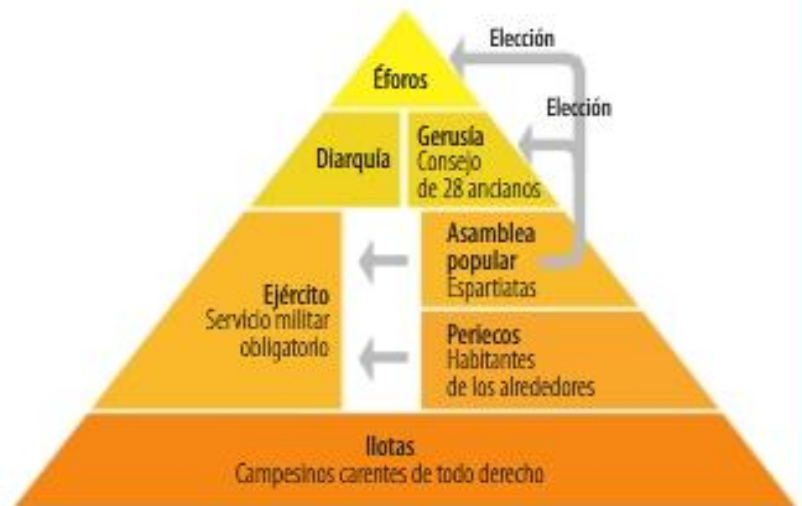 Elección
Éforos
Elección
Diarquía
Gerusía
Consejo
de 28 ancianos
Asamblea
popular
Espartiatas
Ejército
Servicio militar
obligatorio
Periecos
Habitantes
de los alrededores
Ilotas
Campesinos carentes de todo derecho